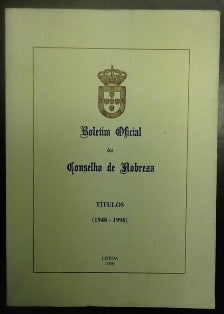 Boletim Oficial
do
Conselho de Nobreza
TÍTULOS
(1948 - 1998)
LISBOA
2000